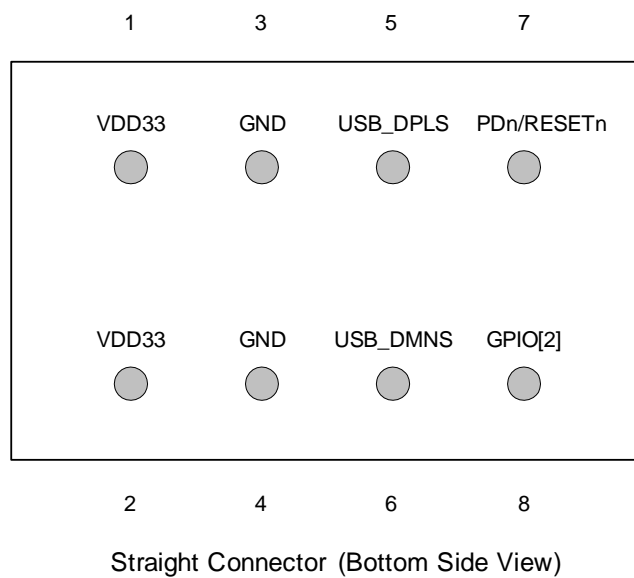 1 3 5 7
VDD33 GND USB_DPLS PDn/RESETn
VDD33 GND USB_DMNS GPIO[2]
2 4 6 8
Straight Connector (Bottom Side View)